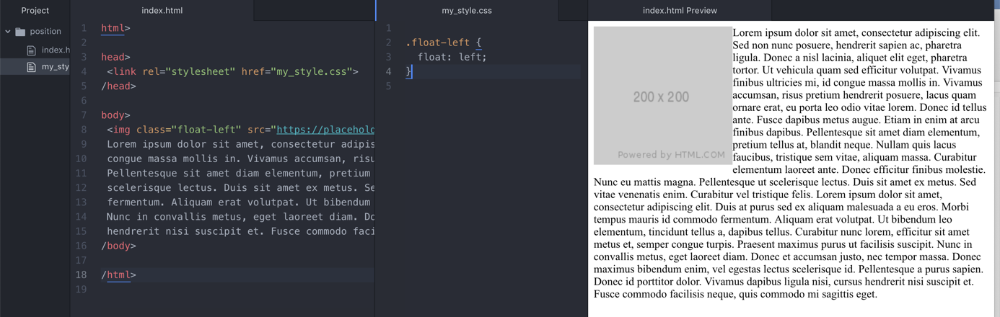 Project
index.html
my_style.css
index.html Preview
position
index.h
my_sty
1 html>
2
3 head>
4 <link rel="stylesheet" href="my_style.css">
5 /head>
6
7 body>
8 <img class="float-left" src="https://placehold
9 Lorem ipsum dolor sit amet, consectetur adipis
10 congue massa mollis in. Vivamus accumsan, risu
11 Pellentesque sit amet diam elementum, pretium
12 scelerisque lectus. Duis sit amet ex metus. Se
13 fermentum. Aliquam erat volutpat. Ut bibendum
14 Nunc in convallis metus, eget laoreet diam. Do
15 hendrerit nisi suscipit et. Fusce commodo faci
16 /body>
17
18 /html>
19
1
2 .float-left {
3 float: left;
4 }
5
200 x 200
Powered by HTML.COM
Lorem ipsum dolor sit amet, consectetur adipiscing elit.
Sed non nunc posuere, hendrerit sapien ac, pharetra
ligula. Donec a nisl lacinia, aliquet elit eget, pharetra
tortor. Ut vehicula quam sed efficitur volutpat. Vivamus
finibus ultricies mi, id congue massa mollis in. Vivamus
accumsan, risus pretium hendrerit posuere, lacus quam
ornare erat, eu porta leo odio vitae lorem. Donec id tellus
ante. Fusce dapibus metus augue. Etiam in enim at arcu
finibus dapibus. Pellentesque sit amet diam elementum,
pretium tellus at, blandit neque. Nullam quis lacus
faucibus, tristique sem vitae, aliquam massa. Curabitur
elementum laoreet ante. Donec efficitur finibus molestie.
Nunc eu mattis magna. Pellentesque ut scelerisque lectus. Duis sit amet ex metus. Sed
vitae venenatis enim. Curabitur vel tristique felis. Lorem ipsum dolor sit amet,
consectetur adipiscing elit. Duis at purus sed ex aliquam malesuada a eu eros. Morbi
tempus mauris id commodo fermentum. Aliquam erat volutpat. Ut bibendum leo
elementum, tincidunt tellus a, dapibus tellus. Curabitur nunc lorem, efficitur sit amet
metus et, semper congue turpis. Praesent maximus purus ut facilisis suscipit. Nunc in
convallis metus, eget laoreet diam. Donec et accumsan justo, nec tempor massa. Donec
maximus bibendum enim, vel egestas lectus scelerisque id. Pellentesque a purus sapien.
Donec id porttitor dolor. Vivamus dapibus ligula nisi, cursus hendrerit nisi suscipit et.
Fusce commodo facilisis neque, quis commodo mi sagittis eget.